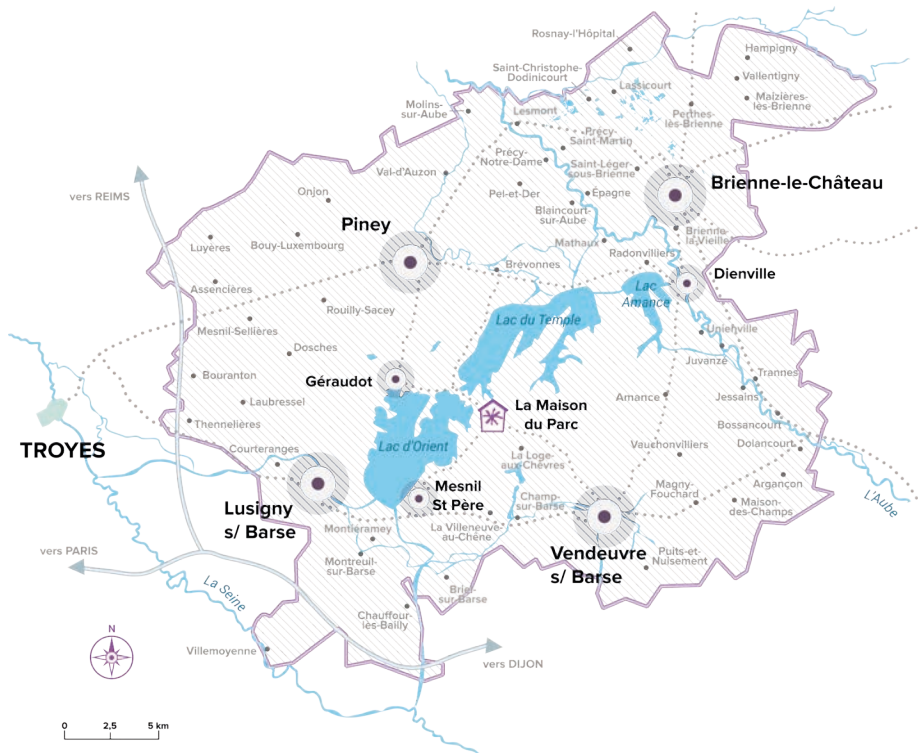 Rosnay-l'Hôpital
Hampigny
Saint-Christophe-
Dodinicourt
Lassicourt
Vallentigny
Maizières-
lès-Brienne
Molins-
sur-Aube
Lesmont
Perthes-
lès-Brienne
Précy-
Saint-Martin
Précy-
Notre-Dame
Saint-Léger-
sous-Brienne
Val-d'Auzon
Brienne-le-Château
vers REIMS
Onjon
Pel-et-Der
Épagne
Piney
Blaincourt-
sur-Aube
Brienne-
la-Vieille
Luyères
Bouy-Luxembourg
Mathaux
Radonvilliers
Brévonnes
Dienville
Assencières
Lac
Amance
Rouilly-Sacey
Lac du Temple
Mesnil-Sellières
Unienville
Dosches
Juvanzé
Bouranton
Géraudot
Trannes
Laubressel
La Maison
du Parc
Amance
Jessains
Thennelières
Bossancourt
TROYES
Courteranges
Lac d'Orient
Vauchonvilliers
Dolancourt
La Loge-
aux-Chèvres
Mesnil
St Père
Magny-
Fouchard
Argançon
Lusigny
s/ Barse
Champ-
sur-Barse
Maison-
des-Champs
L'Aube
Montiéramey
La Villeneuve-
au-Chêne
Vendeuvre
s/ Barse
vers PARIS
Montreuil-
sur-Barse
Puits-et-
Nuisement
La Seine
Briel-
sur-Barse
Chauffour-
lès-Bailly
N
Villemoyenne
vers DIJON
0 2,5 5 km